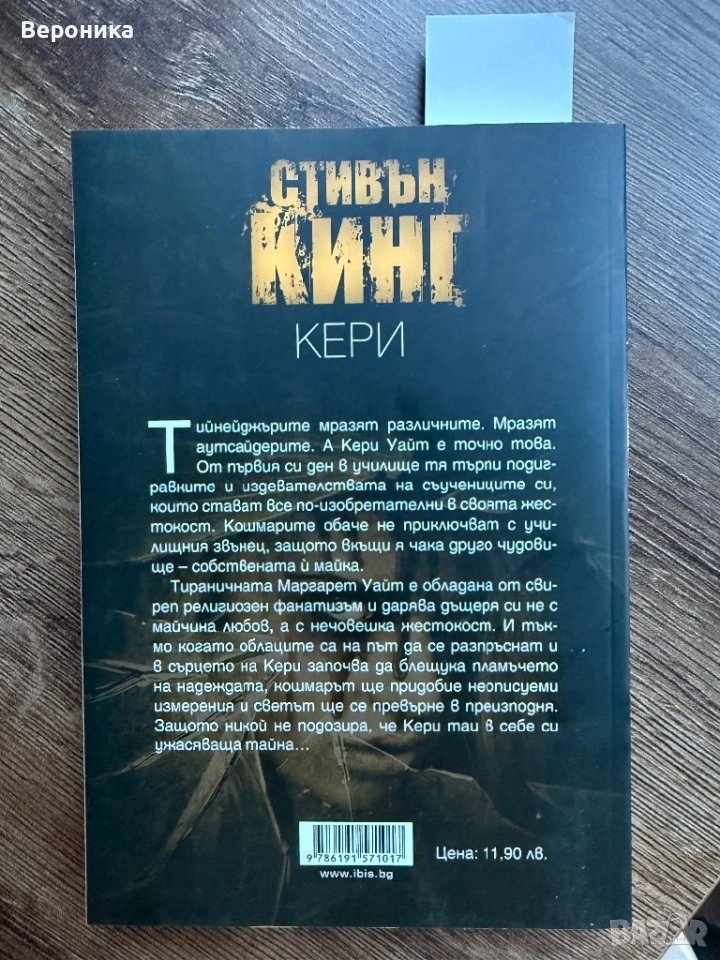 Вероника
СТИВЪН
КИНГ
КЕРИ
Тийнейджърите мразят различните. Мразят
аутсайдерите. А Кери Уайт е точно това.
От първия си ден в училище тя търпи подиг-
равките и издевателствата на съучениците си,
които стават все по-изобретателни в своята жес-
токост. Кошмарите обаче не приключват с учи-
лищния звънец, защото вкъщи я чака друго чудови-
ще – собствената ѝ майка.
Тираничната Маргарет Уайт е обладана от сви-
реп религиозен фанатизъм и дарява дъщеря си не с
майчина любов, а с нечовешка жестокост. И тък-
мо когато облаците са на път да се разпръснат и
в сърцето на Кери започва да блещука пламъчето
на надеждата, кошмарът ще придобие неописуеми
измерения и светът ще се превърне в преизподня.
Защото никой не подозира, че Кери таи в себе си
ужасяваща тайна...
9 786191 571017
Цена: 11,90 лв.
www.ibis.bg
BAZAR